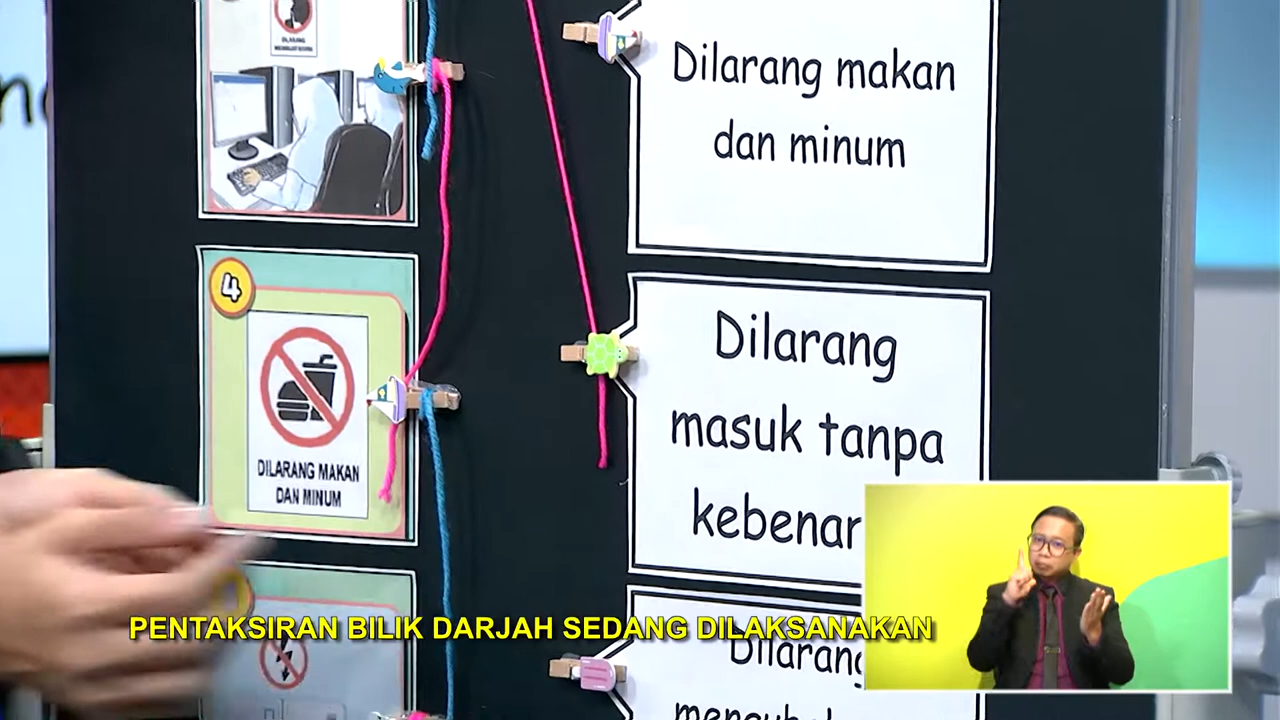 Dilarang makan
dan minum
4
DILARANG MAKAN
DAN MINUM
Dilarang
masuk tanpa
PENTAKSIRAN BILIK DARJAH SEDANG DILAKSANAKAN